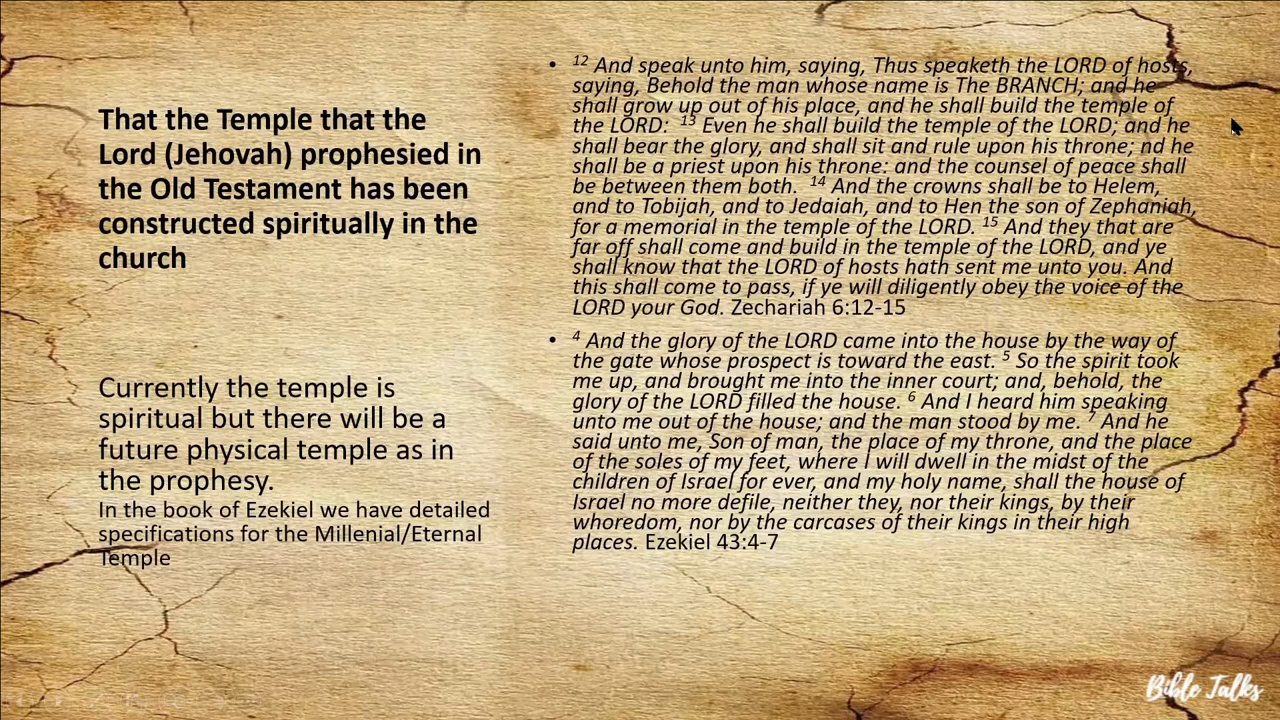 That the Temple that the
Lord (Jehovah) prophesied in
the Old Testament has been
constructed spiritually in the
church
Currently the temple is
spiritual but there will be a
future physical temple as in
the prophesy.
In the book of Ezekiel we have detailed
specifications for the Millenial/Eternal
Temple
• 12 And speak unto him, saying, Thus speaketh the LORD of hosts,
saying, Behold the man whose name is The BRANCH; and he
shall grow up out of his place, and he shall build the temple of
the LORD: 13 Even he shall build the temple of the LORD; and he
shall bear the glory, and shall sit and rule upon his throne; nd he
shall be a priest upon his throne: and the counsel of peace shall
be between them both. 14 And the crowns shall be to Helem,
and to Tobijah, and to Jedaiah, and to Hen the son of Zephaniah,
for a memorial in the temple of the LORD. 15 And they that are
far off shall come and build in the temple of the LORD, and ye
shall know that the LORD of hosts hath sent me unto you. And
this shall come to pass, if ye will diligently obey the voice of the
LORD your God. Zechariah 6:12-15
• 4 And the glory of the LORD came into the house by the way of
the gate whose prospect is toward the east. 5 So the spirit took
me up, and brought me into the inner court; and, behold, the
glory of the LORD filled the house. 6 And I heard him speaking
unto me out of the house; and the man stood by me. 7 And he
said unto me, Son of man, the place of my throne, and the place
of the soles of my feet, where I will dwell in the midst of the
children of Israel for ever, and my holy name, shall the house of
Israel no more defile, neither they, nor their kings, by their
whoredom, nor by the carcases of their kings in their high
places. Ezekiel 43:4-7
Bible Talks